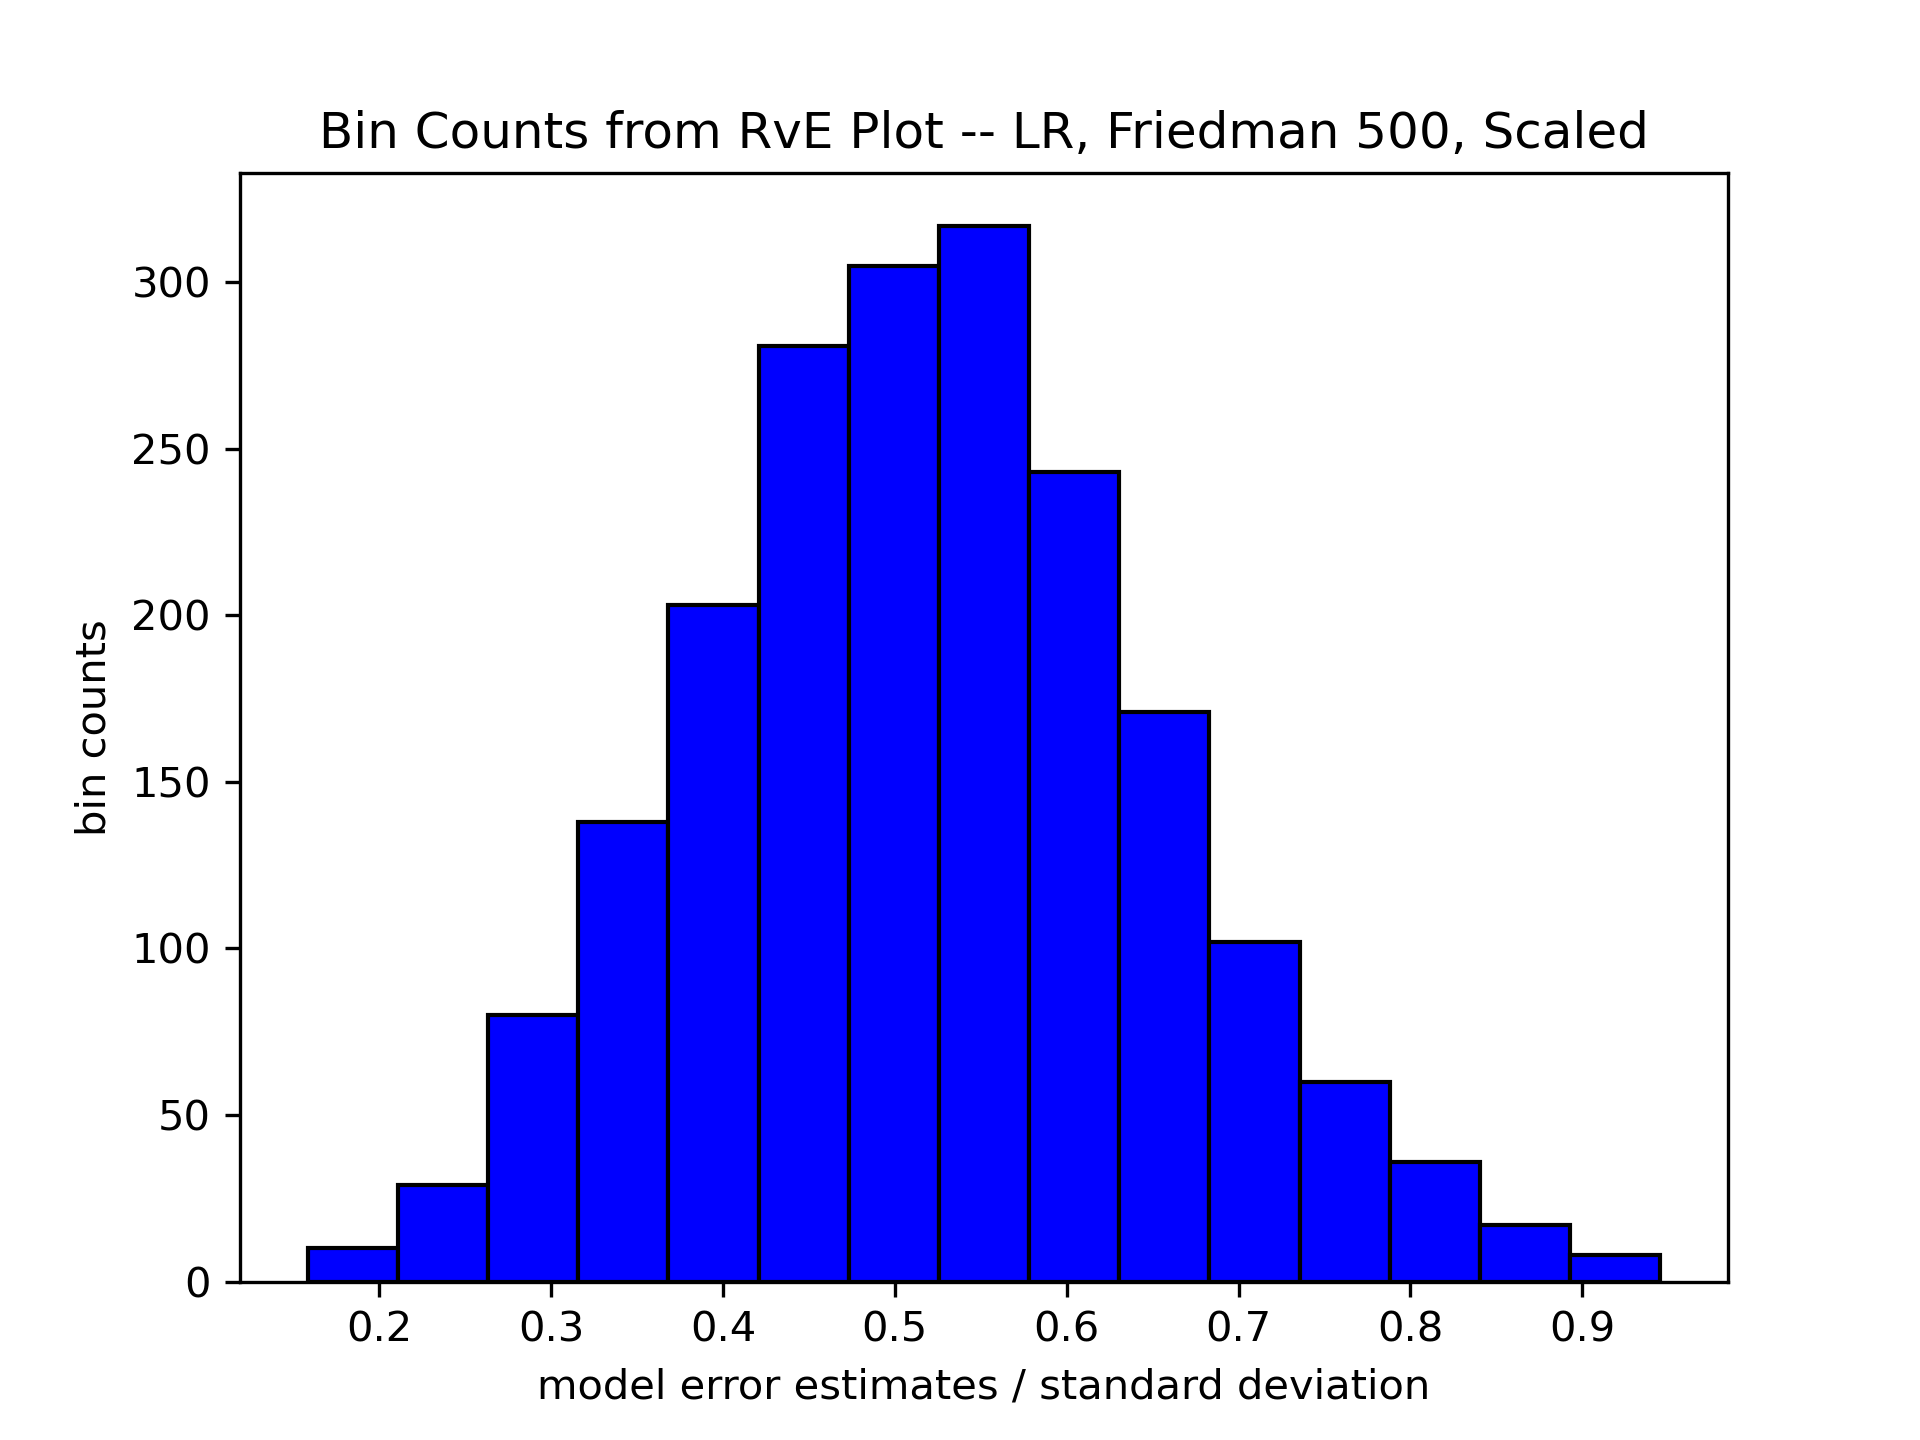 Bin Counts from RvE Plot -- LR, Friedman 500, Scaled
bin counts
300
250
200
150
100
50
0
0.2 0.3 0.4 0.5 0.6 0.7 0.8 0.9
model error estimates / standard deviation